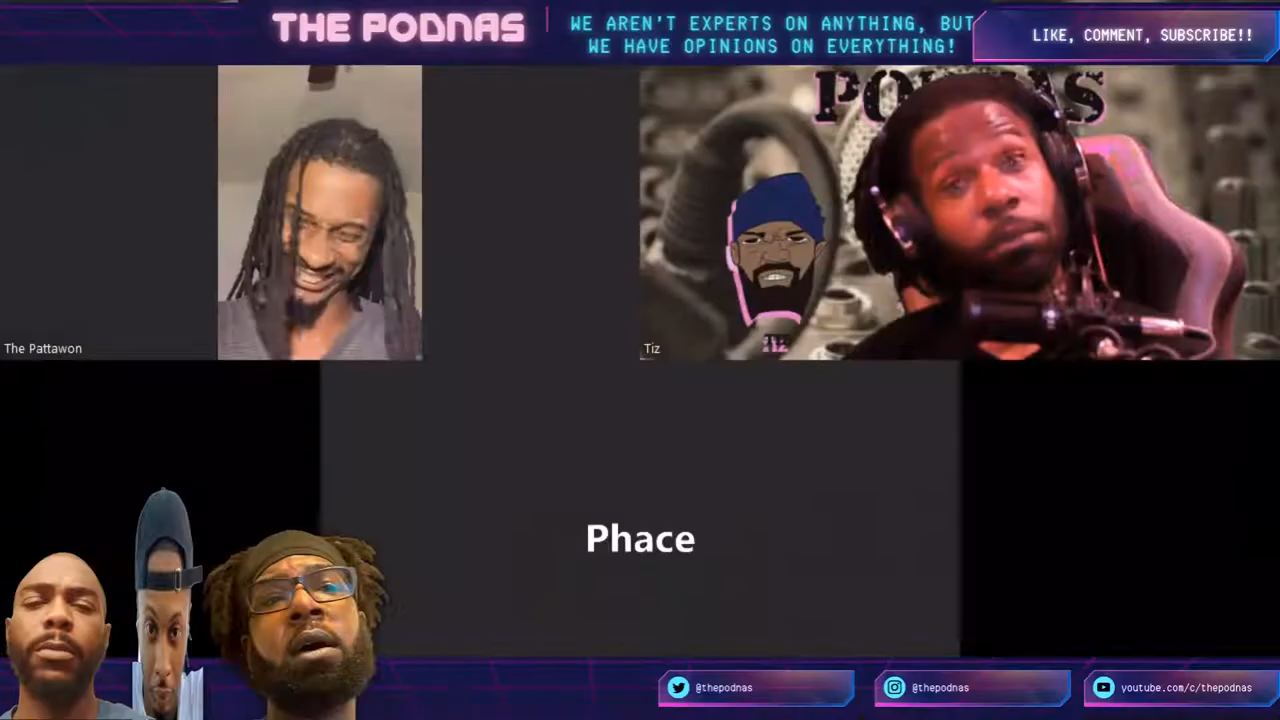 THE PODNAS
WE AREN'T EXPERTS ON ANYTHING, BUT
WE HAVE OPINIONS ON EVERYTHING!
LIKE, COMMENT, SUBSCRIBE!!
The Pattawon
Tiz
Phace
@thepodnas
@thepodnas
youtube.com/c/thepodnas